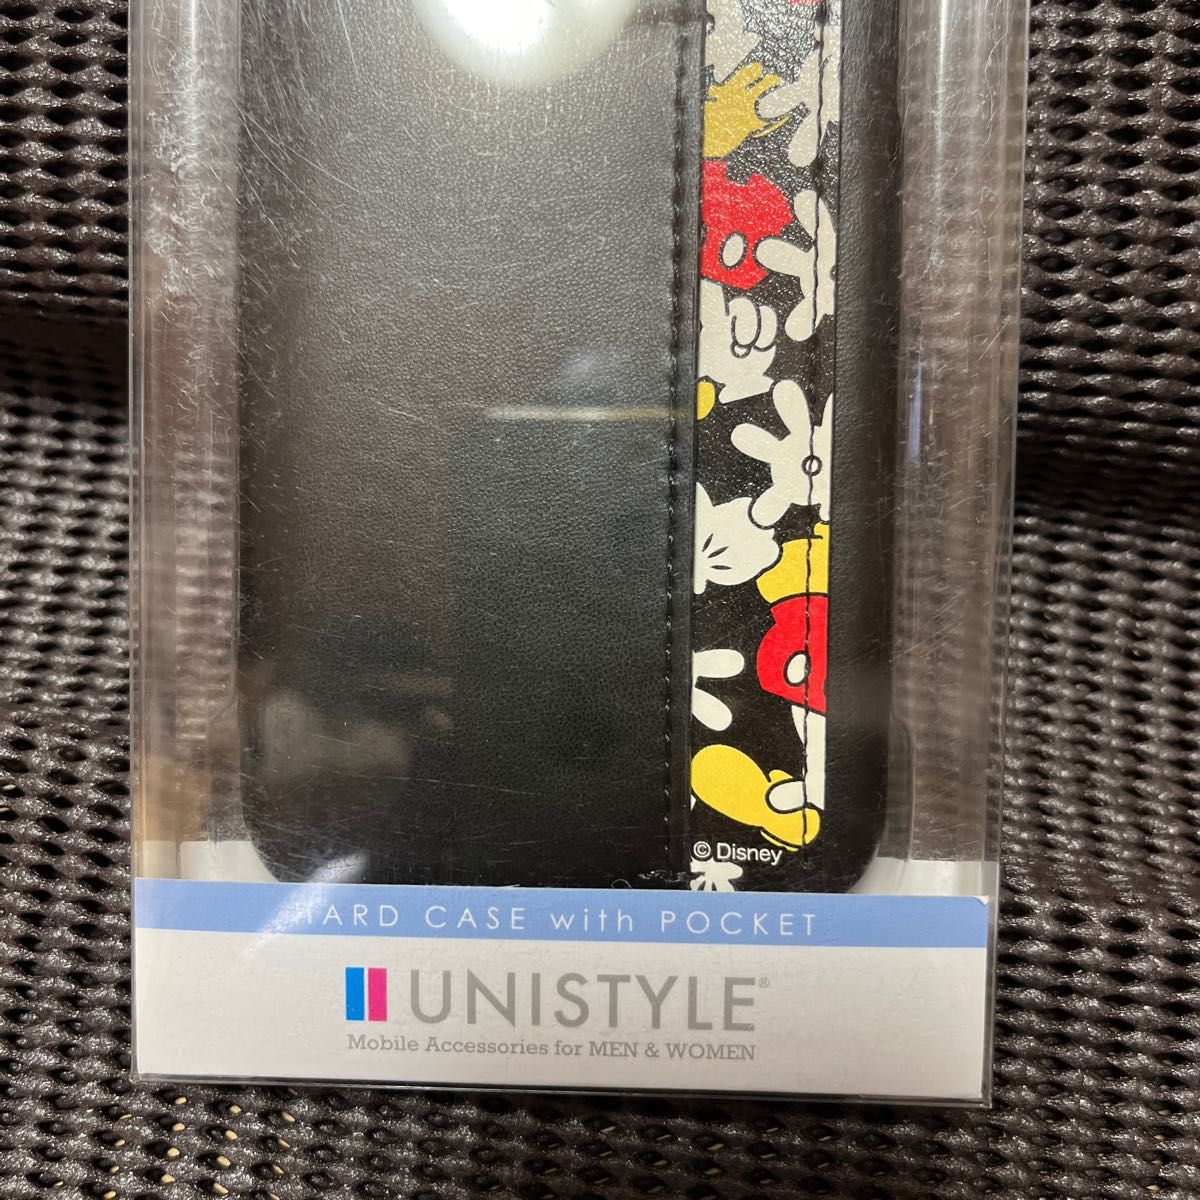 © Disney
HARD CASE with POCKET
UNISTYLE®
Mobile Accessories for MEN & WOMEN